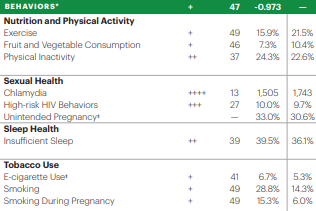 BEHAVIORS* + 47 -0.973 —
Nutrition and Physical Activity
Exercise + 49 15.9% 21.5%
Fruit and Vegetable Consumption + 46 7.3% 10.4%
Physical Inactivity ++ 37 24.3% 22.6%
Sexual Health
Chlamydia ++++ 13 1,505 1,743
High-risk HIV Behaviors +++ 27 10.0% 9.7%
Unintended Pregnancy‡ — 33.0% 30.6%
Sleep Health
Insufficient Sleep ++ 39 39.5% 36.1%
Tobacco Use
E-cigarette Use‡ + 41 6.7% 5.3%
Smoking + 49 28.8% 14.3%
Smoking During Pregnancy + 49 15.3% 6.0%